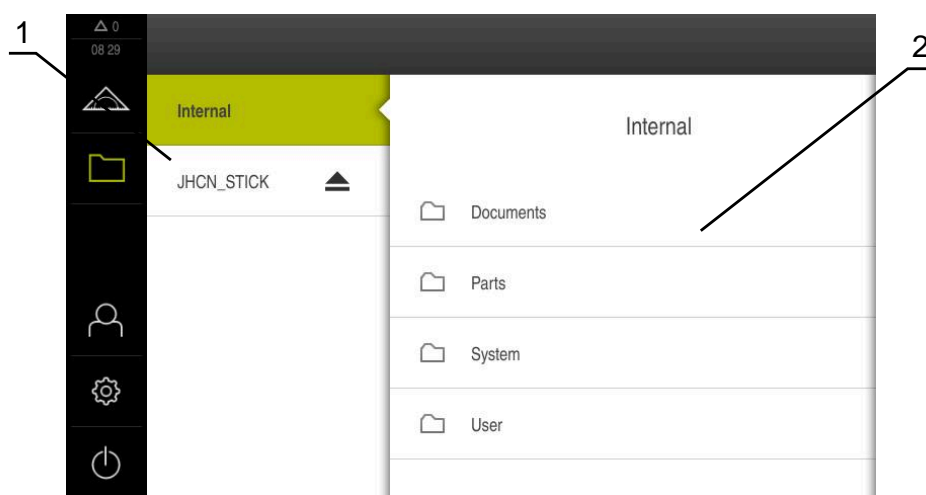 1
2
0
08 29
Internal
JHCN_STICK
Internal
Documents
Parts
System
User